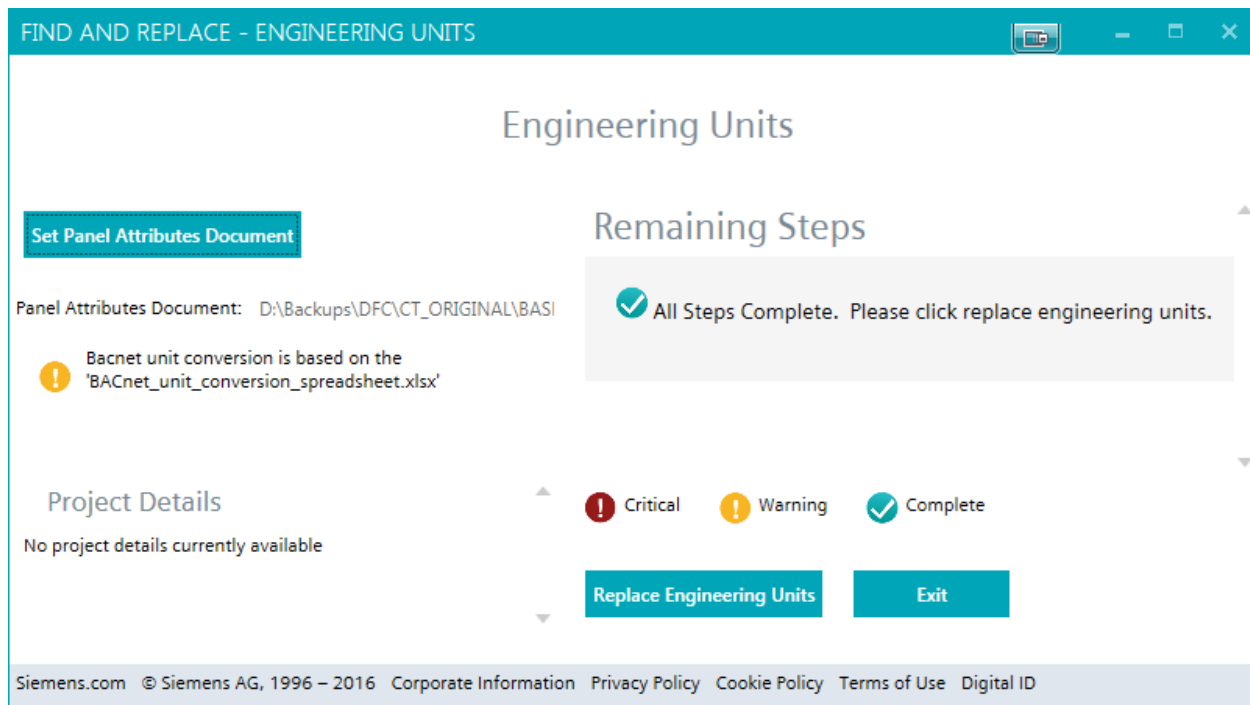 FIND AND REPLACE - ENGINEERING UNITS
Engineering Units
Set Panel Attributes Document
Panel Attributes Document: D:\Backups\DFC\CT_ORIGINAL\BASI
Bacnet unit conversion is based on the
'BACnet_unit_conversion_spreadsheet.xlsx'
Remaining Steps
All Steps Complete. Please click replace engineering units.
Project Details
No project details currently available
Critical Warning Complete
Replace Engineering Units Exit
Siemens.com © Siemens AG, 1996 – 2016 Corporate Information Privacy Policy Cookie Policy Terms of Use Digital ID